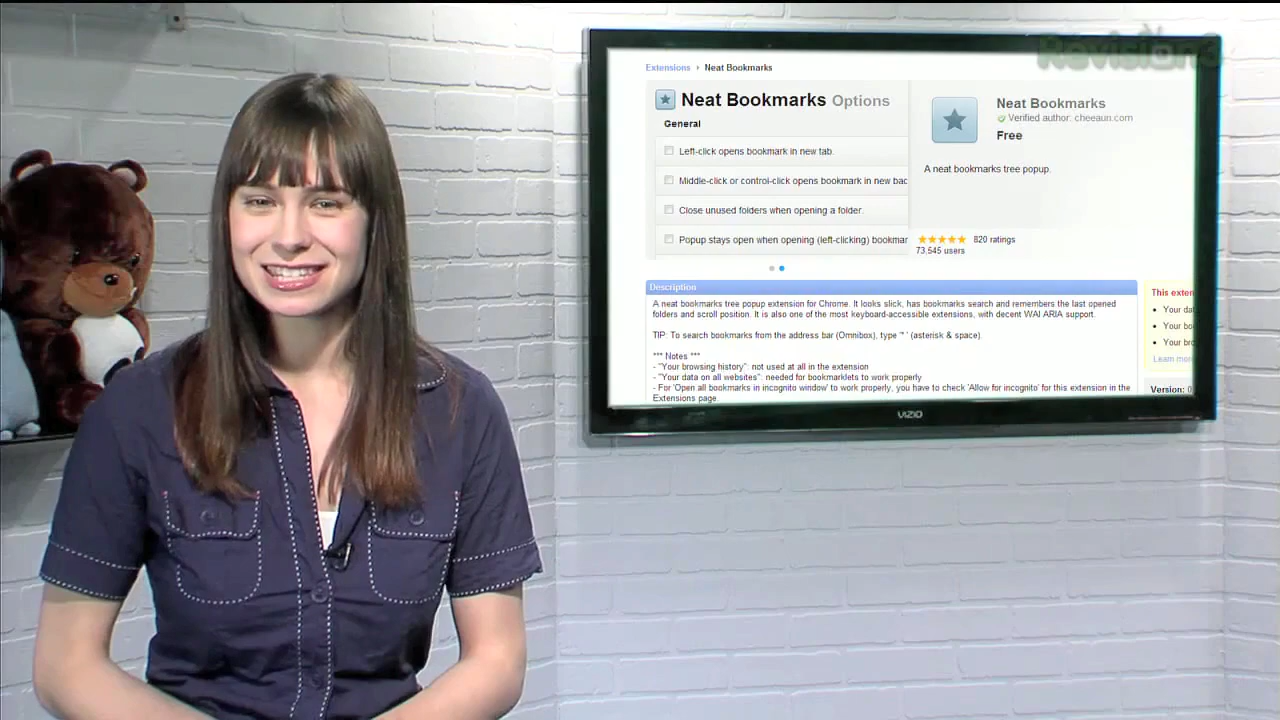 Revision3
Extensions › Neat Bookmarks
Neat Bookmarks Options
General
Left-click opens bookmark in new tab.
Middle-click or control-click opens bookmark in new bac
Close unused folders when opening a folder.
Popup stays open when opening (left-clicking) bookmar
Neat Bookmarks
Verified author: cheeaun.com
Free
A neat bookmarks tree popup.
820 ratings
73,545 users
Description
A neat bookmarks tree popup extension for Chrome. It looks slick, has bookmarks search and remembers the last opened
folders and scroll position. It is also one of the most keyboard-accessible extensions, with decent WAI ARIA support.
TIP: To search bookmarks from the address bar (Omnibox), type '* ' (asterisk & space).
*** Notes ***
- "Your browsing history": not used at all in the extension
- "Your data on all websites": needed for bookmarklets to work properly
- For 'Open all bookmarks in incognito window' to work properly, you have to check 'Allow for incognito' for this extension in the
Extensions page.
This exten
• Your dat
• Your boo
• Your bro
Learn mor
Version: 0
VIZIO